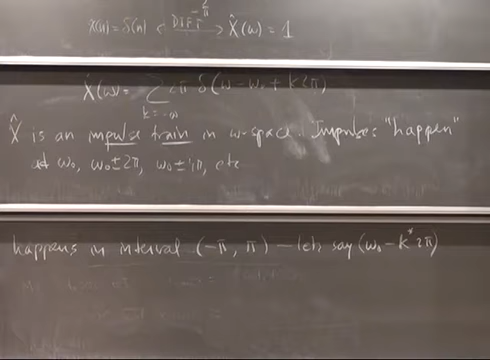 x(n) = δ(n) <DTFT> X̂(ω) = 1
X̂(ω) = ∑ 2π δ(ω - ω₀ + k2π)
k = -∞
X̂ is an impulse train in ω-space. Impulses "happen"
at ω₀, ω₀±2π, ω₀±4π, etc
happens in interval (-π, π) - let's say (ω₀ - k* 2π)